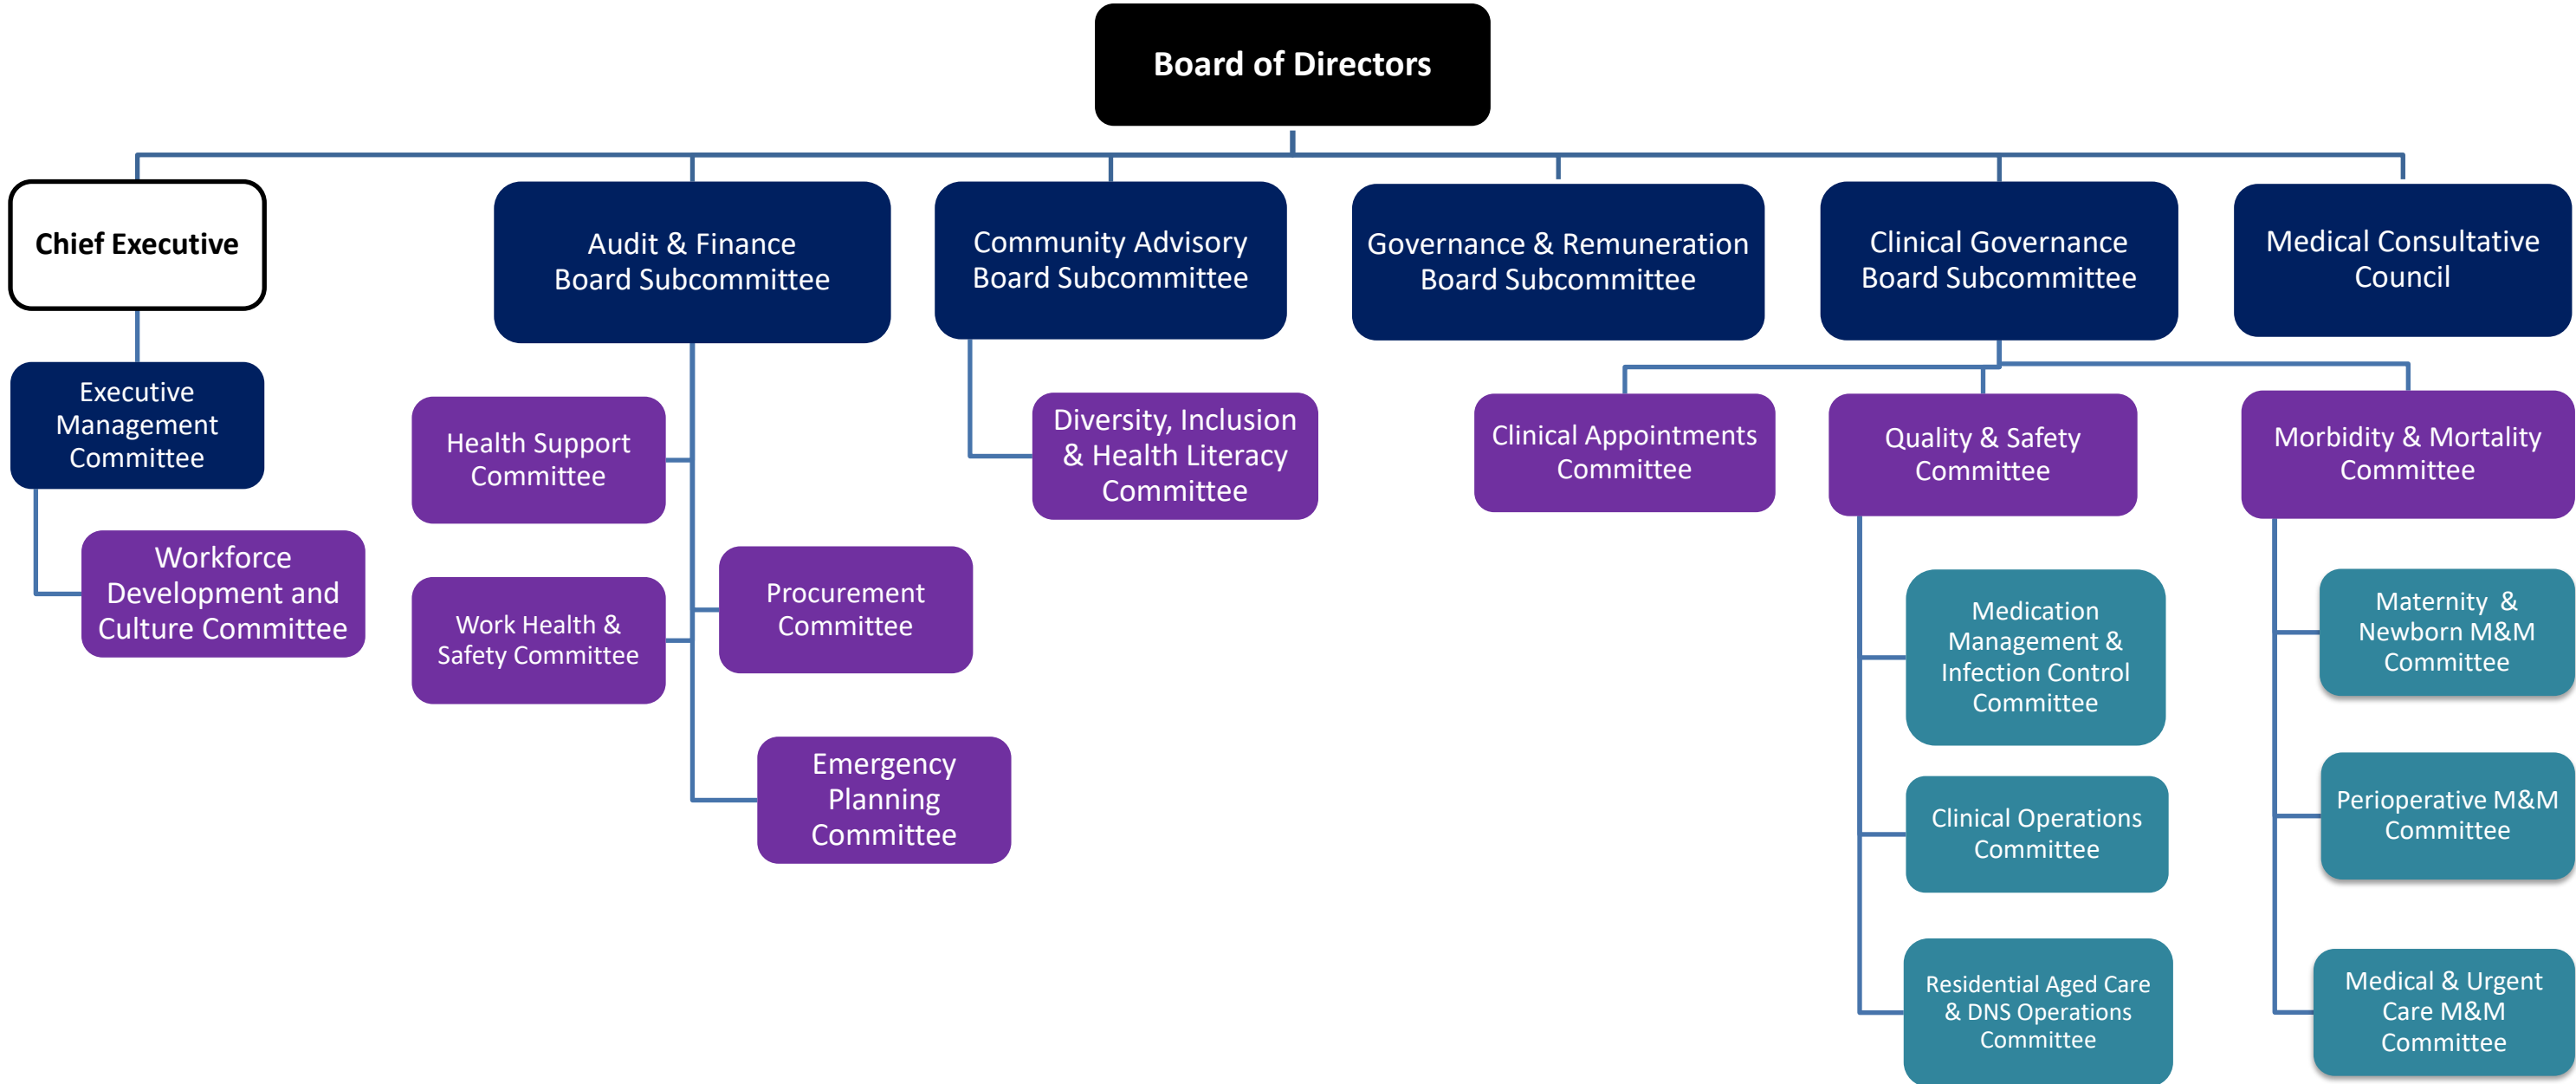 Board of Directors
Chief Executive
Audit & Finance
Board Subcommittee
Community Advisory
Board Subcommittee
Governance & Remuneration
Board Subcommittee
Clinical Governance
Board Subcommittee
Medical Consultative
Council
Executive
Management
Committee
Workforce
Development and
Culture Committee
Health Support
Committee
Work Health &
Safety Committee
Procurement
Committee
Emergency
Planning
Committee
Diversity, Inclusion
& Health Literacy
Committee
Clinical Appointments
Committee
Quality & Safety
Committee
Morbidity & Mortality
Committee
Medication
Management &
Infection Control
Committee
Clinical Operations
Committee
Residential Aged Care
& DNS Operations
Committee
Maternity  &
Newborn M&M
Committee
Perioperative M&M
Committee
Medical & Urgent
Care M&M
Committee